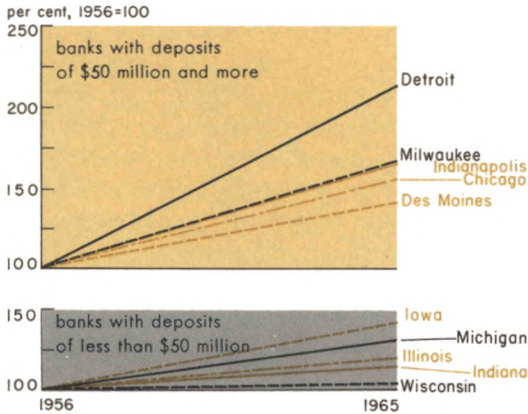 per cent, 1956=100
250
banks with deposits
of $50 million and more
200
Detroit
Milwaukee
Indianapolis
Chicago
150
Des Moines
100
150
banks with deposits
of less than $50 million
Iowa
Michigan
Illinois
Indiana
100
Wisconsin
1956 1965